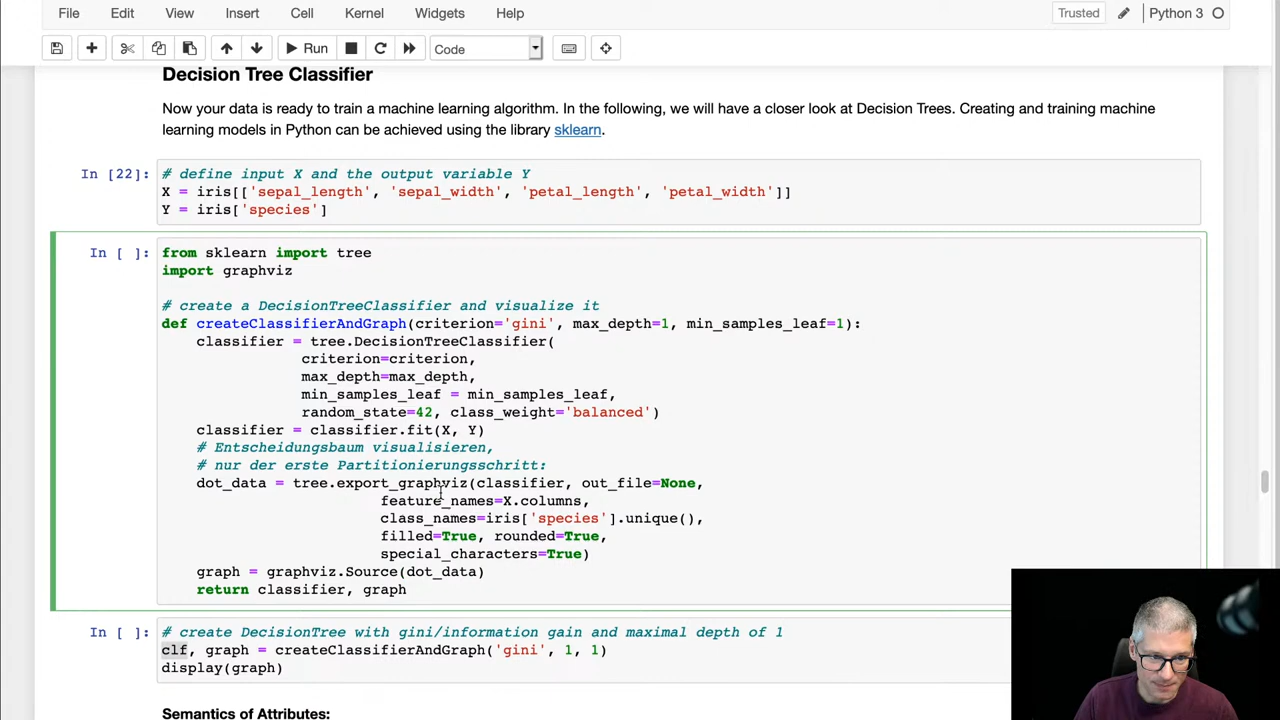 File Edit View Insert Cell Kernel Widgets Help Trusted Python 3
Run Code
Decision Tree Classifier
Now your data is ready to train a machine learning algorithm. In the following, we will have a closer look at Decision Trees. Creating and training machine
learning models in Python can be achieved using the library sklearn.
In [22]: # define input X and the output variable Y
X = iris[['sepal_length', 'sepal_width', 'petal_length', 'petal_width']]
Y = iris['species']
In [ ]: from sklearn import tree
import graphviz
# create a DecisionTreeClassifier and visualize it
def createClassifierAndGraph(criterion='gini', max_depth=1, min_samples_leaf=1):
classifier = tree.DecisionTreeClassifier(
criterion=criterion,
max_depth=max_depth,
min_samples_leaf = min_samples_leaf,
random_state=42, class_weight='balanced')
classifier = classifier.fit(X, Y)
# Entscheidungsbaum visualisieren,
# nur der erste Partitionierungsschritt:
dot_data = tree.export_graphviz(classifier, out_file=None,
feature_names=X.columns,
class_names=iris['species'].unique(),
filled=True, rounded=True,
special_characters=True)
graph = graphviz.Source(dot_data)
return classifier, graph
In [ ]: # create DecisionTree with gini/information gain and maximal depth of 1
clf, graph = createClassifierAndGraph('gini', 1, 1)
display(graph)
Semantics of Attributes: